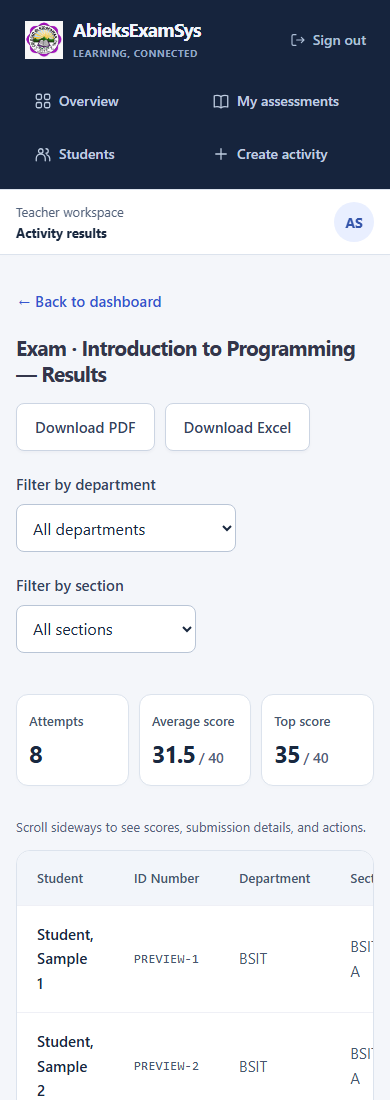 AbieksExamSys
LEARNING, CONNECTED
Sign out
Overview
My assessments
Students
Create activity
Teacher workspace
Activity results
AS
← Back to dashboard
Exam · Introduction to Programming
— Results
Download PDF
Download Excel
Filter by department
All departments
Filter by section
All sections
Attempts
Average score
Top score
8
31.5 / 40
35 / 40
Scroll sideways to see scores, submission details, and actions.
Student
ID Number
Department
Student,
Sample
1
PREVIEW-1
BSIT
A
Student,
Sample
2
PREVIEW-2
BSIT
A